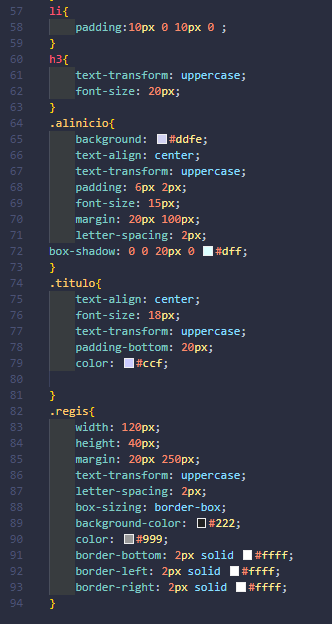 57 li{
58 padding:10px 0 10px 0 ;
59 }
60 h3{
61 text-transform: uppercase;
62 font-size: 20px;
63 }
64 .alinicio{
65 background: #ddfe;
66 text-align: center;
67 text-transform: uppercase;
68 padding: 6px 2px;
69 font-size: 15px;
70 margin: 20px 100px;
71 letter-spacing: 2px;
72 box-shadow: 0 0 20px 0 #dff;
73 }
74 .titulo{
75 text-align: center;
76 font-size: 18px;
77 text-transform: uppercase;
78 padding-bottom: 20px;
79 color: #ccf;
80
81 }
82 .regis{
83 width: 120px;
84 height: 40px;
85 margin: 20px 250px;
86 text-transform: uppercase;
87 letter-spacing: 2px;
88 box-sizing: border-box;
89 background-color: #222;
90 color: #999;
91 border-bottom: 2px solid #ffff;
92 border-left: 2px solid #ffff;
93 border-right: 2px solid #ffff;
94 }